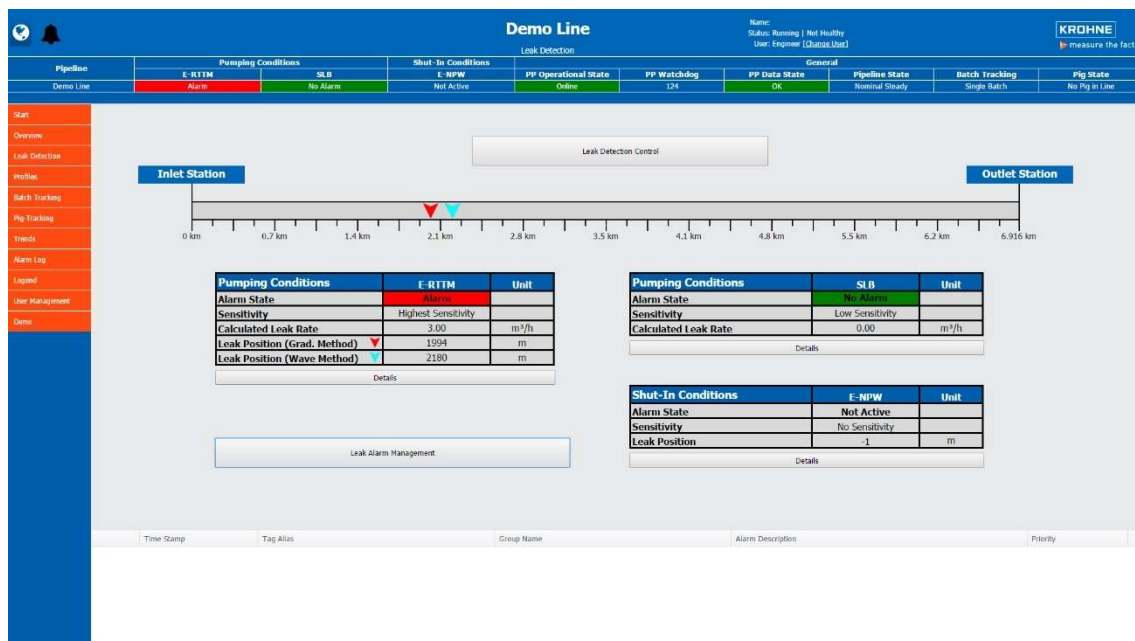 Demo Line
Leak Detection
Name:
Status: Running | Not Healthy
User: Engineer [Change User]
KROHNE
measure the fact
Pipeline
Pumping Conditions
Shut-In Conditions
General
E-RTTM
SLB
E-NPW
PP Operational State
PP Watchdog
PP Data State
Pipeline State
Batch Tracking
Pig State
Demo Line
Alarm
No Alarm
Not Active
Online
124
OK
Nominal Steady
Single Batch
No Pig in Line
Start
Overview
Leak Detection
Profiles
Batch Tracking
Pig-Tracking
Trends
Alarm Log
Legend
User Management
Demo
Leak Detection Control
Inlet Station
Outlet Station
0 km 0.7 km 1.4 km 2.1 km 2.8 km 3.5 km 4.1 km 4.8 km 5.5 km 6.2 km 6.916 km
Pumping Conditions E-RTTM Unit
Alarm State Alarm
Sensitivity Highest Sensitivity
Calculated Leak Rate 3.00 m³/h
Leak Position (Grad. Method) 1994 m
Leak Position (Wave Method) 2180 m
Details
Pumping Conditions SLB Unit
Alarm State No Alarm
Sensitivity Low Sensitivity
Calculated Leak Rate 0.00 m³/h
Details
Shut-In Conditions E-NPW Unit
Alarm State Not Active
Sensitivity No Sensitivity
Leak Position -1 m
Details
Leak Alarm Management
Time Stamp Tag Alias Group Name Alarm Description Priority